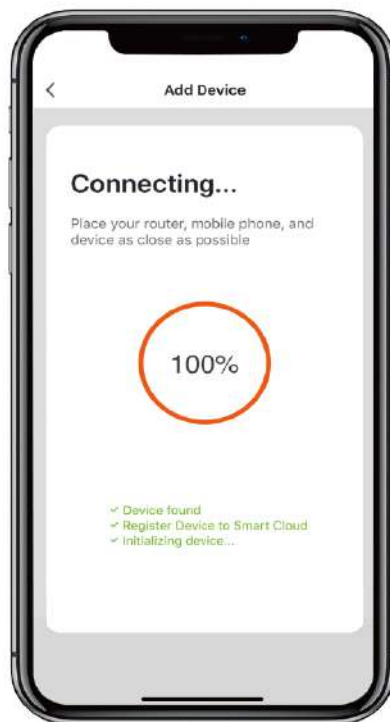 Add Device
Connecting...
Place your router, mobile phone, and
device as close as possible
100%
Device found
Register Device to Smart Cloud
Initializing device...